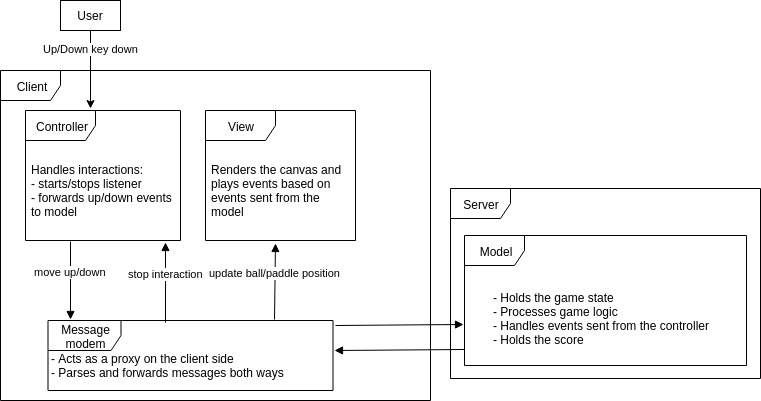 User
Up/Down key down
Client
Controller
Handles interactions:
- starts/stops listener
- forwards up/down events
to model
View
Renders the canvas and
plays events based on
events sent from the
model
Server
Model
- Holds the game state
- Processes game logic
- Handles events sent from the controller
- Holds the score
move up/down
stop interaction
update ball/paddle position
Message
modem
- Acts as a proxy on the client side
- Parses and forwards messages both ways